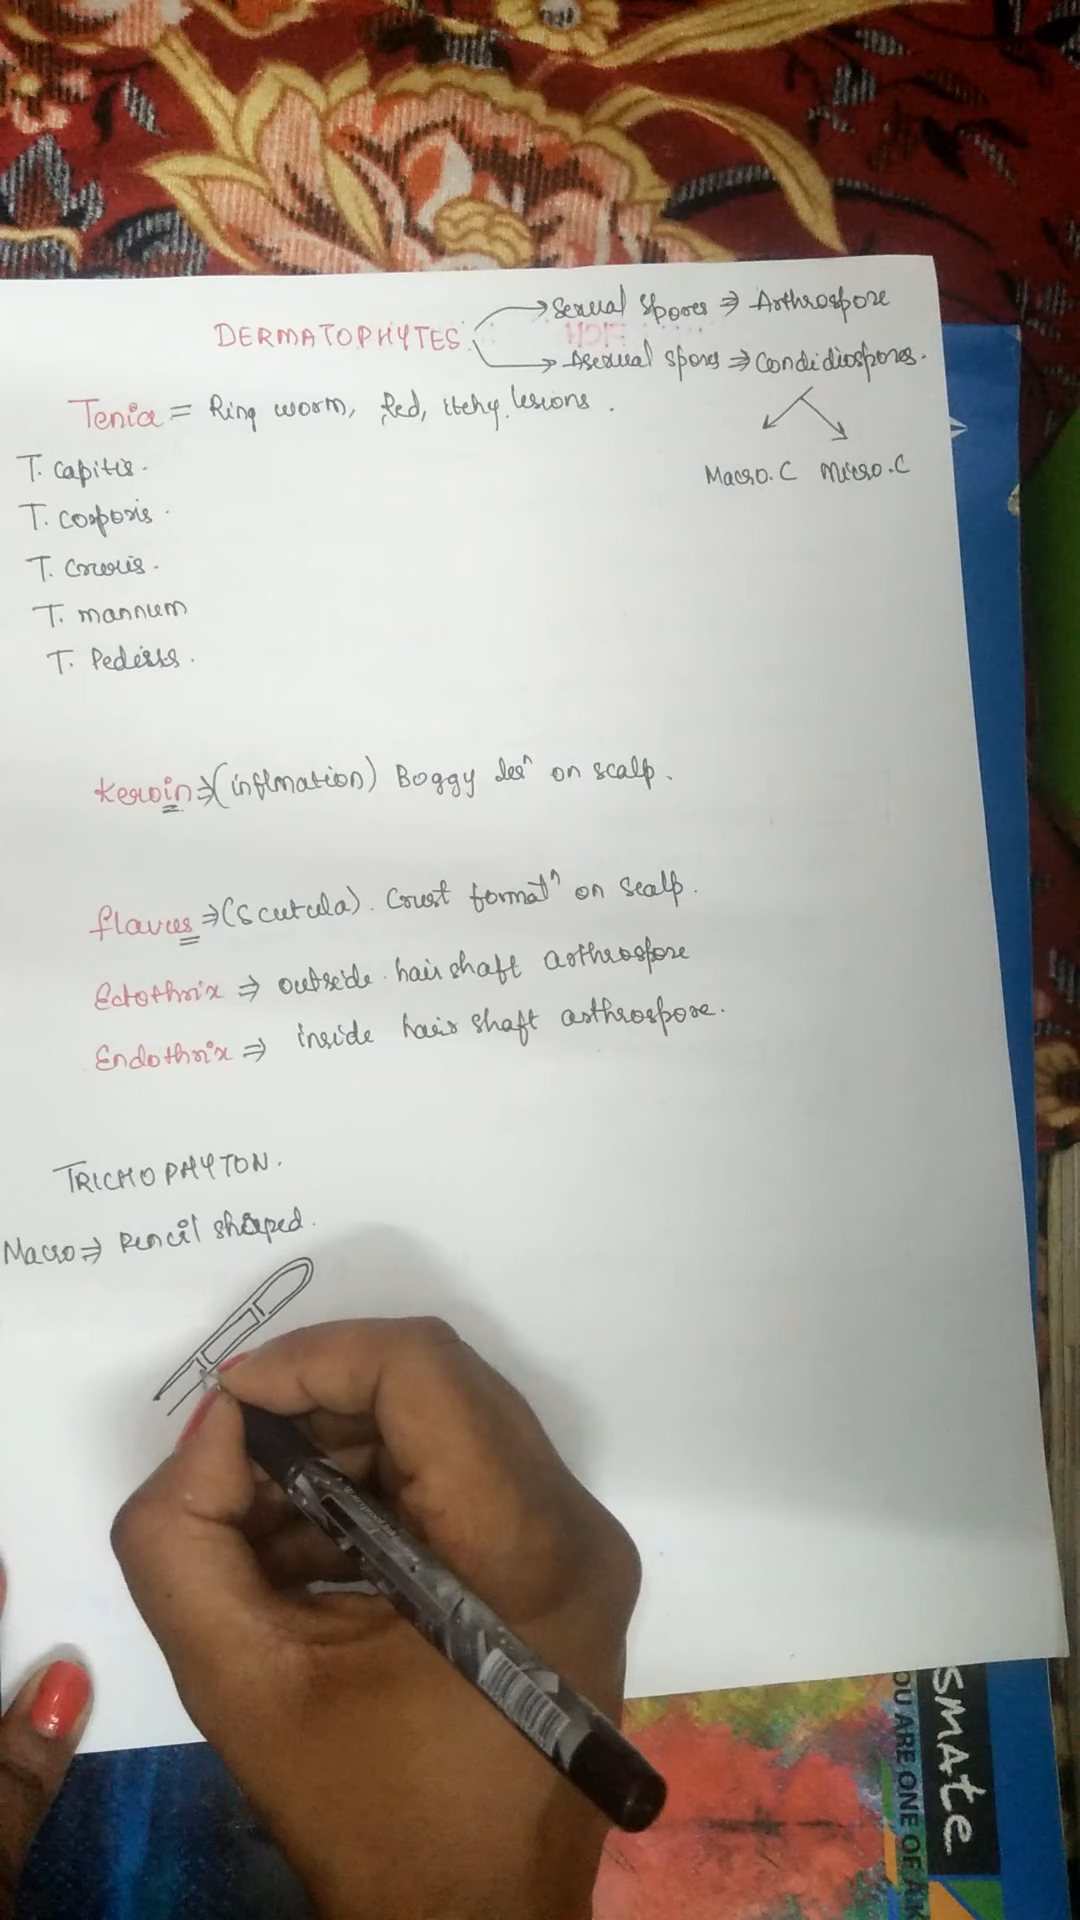 DERMATOPHYTES → Sexual spores ⇒ Arthrospore
→ Asexual spores ⇒ Condidiospores.
Macro.C Micro.C
Tenia = Ring worm, Red, itchy lesions.
T. capitis.
T. corporis.
T. Cruris.
T. mannum
T. Pedisis.
Keroin ⇒ (inflmation) Boggy lesⁿ on scalp.
flavus ⇒ (Scutula). Crust formatⁿ on Scalp.
Ectothrix ⇒ outside hair shaft arthrospore
Endothrix ⇒ inside hair shaft arthrospore.
TRICHOPHYTON.
Macro ⇒ Pencil shaped.
smate
OU ARE ONE OF A K